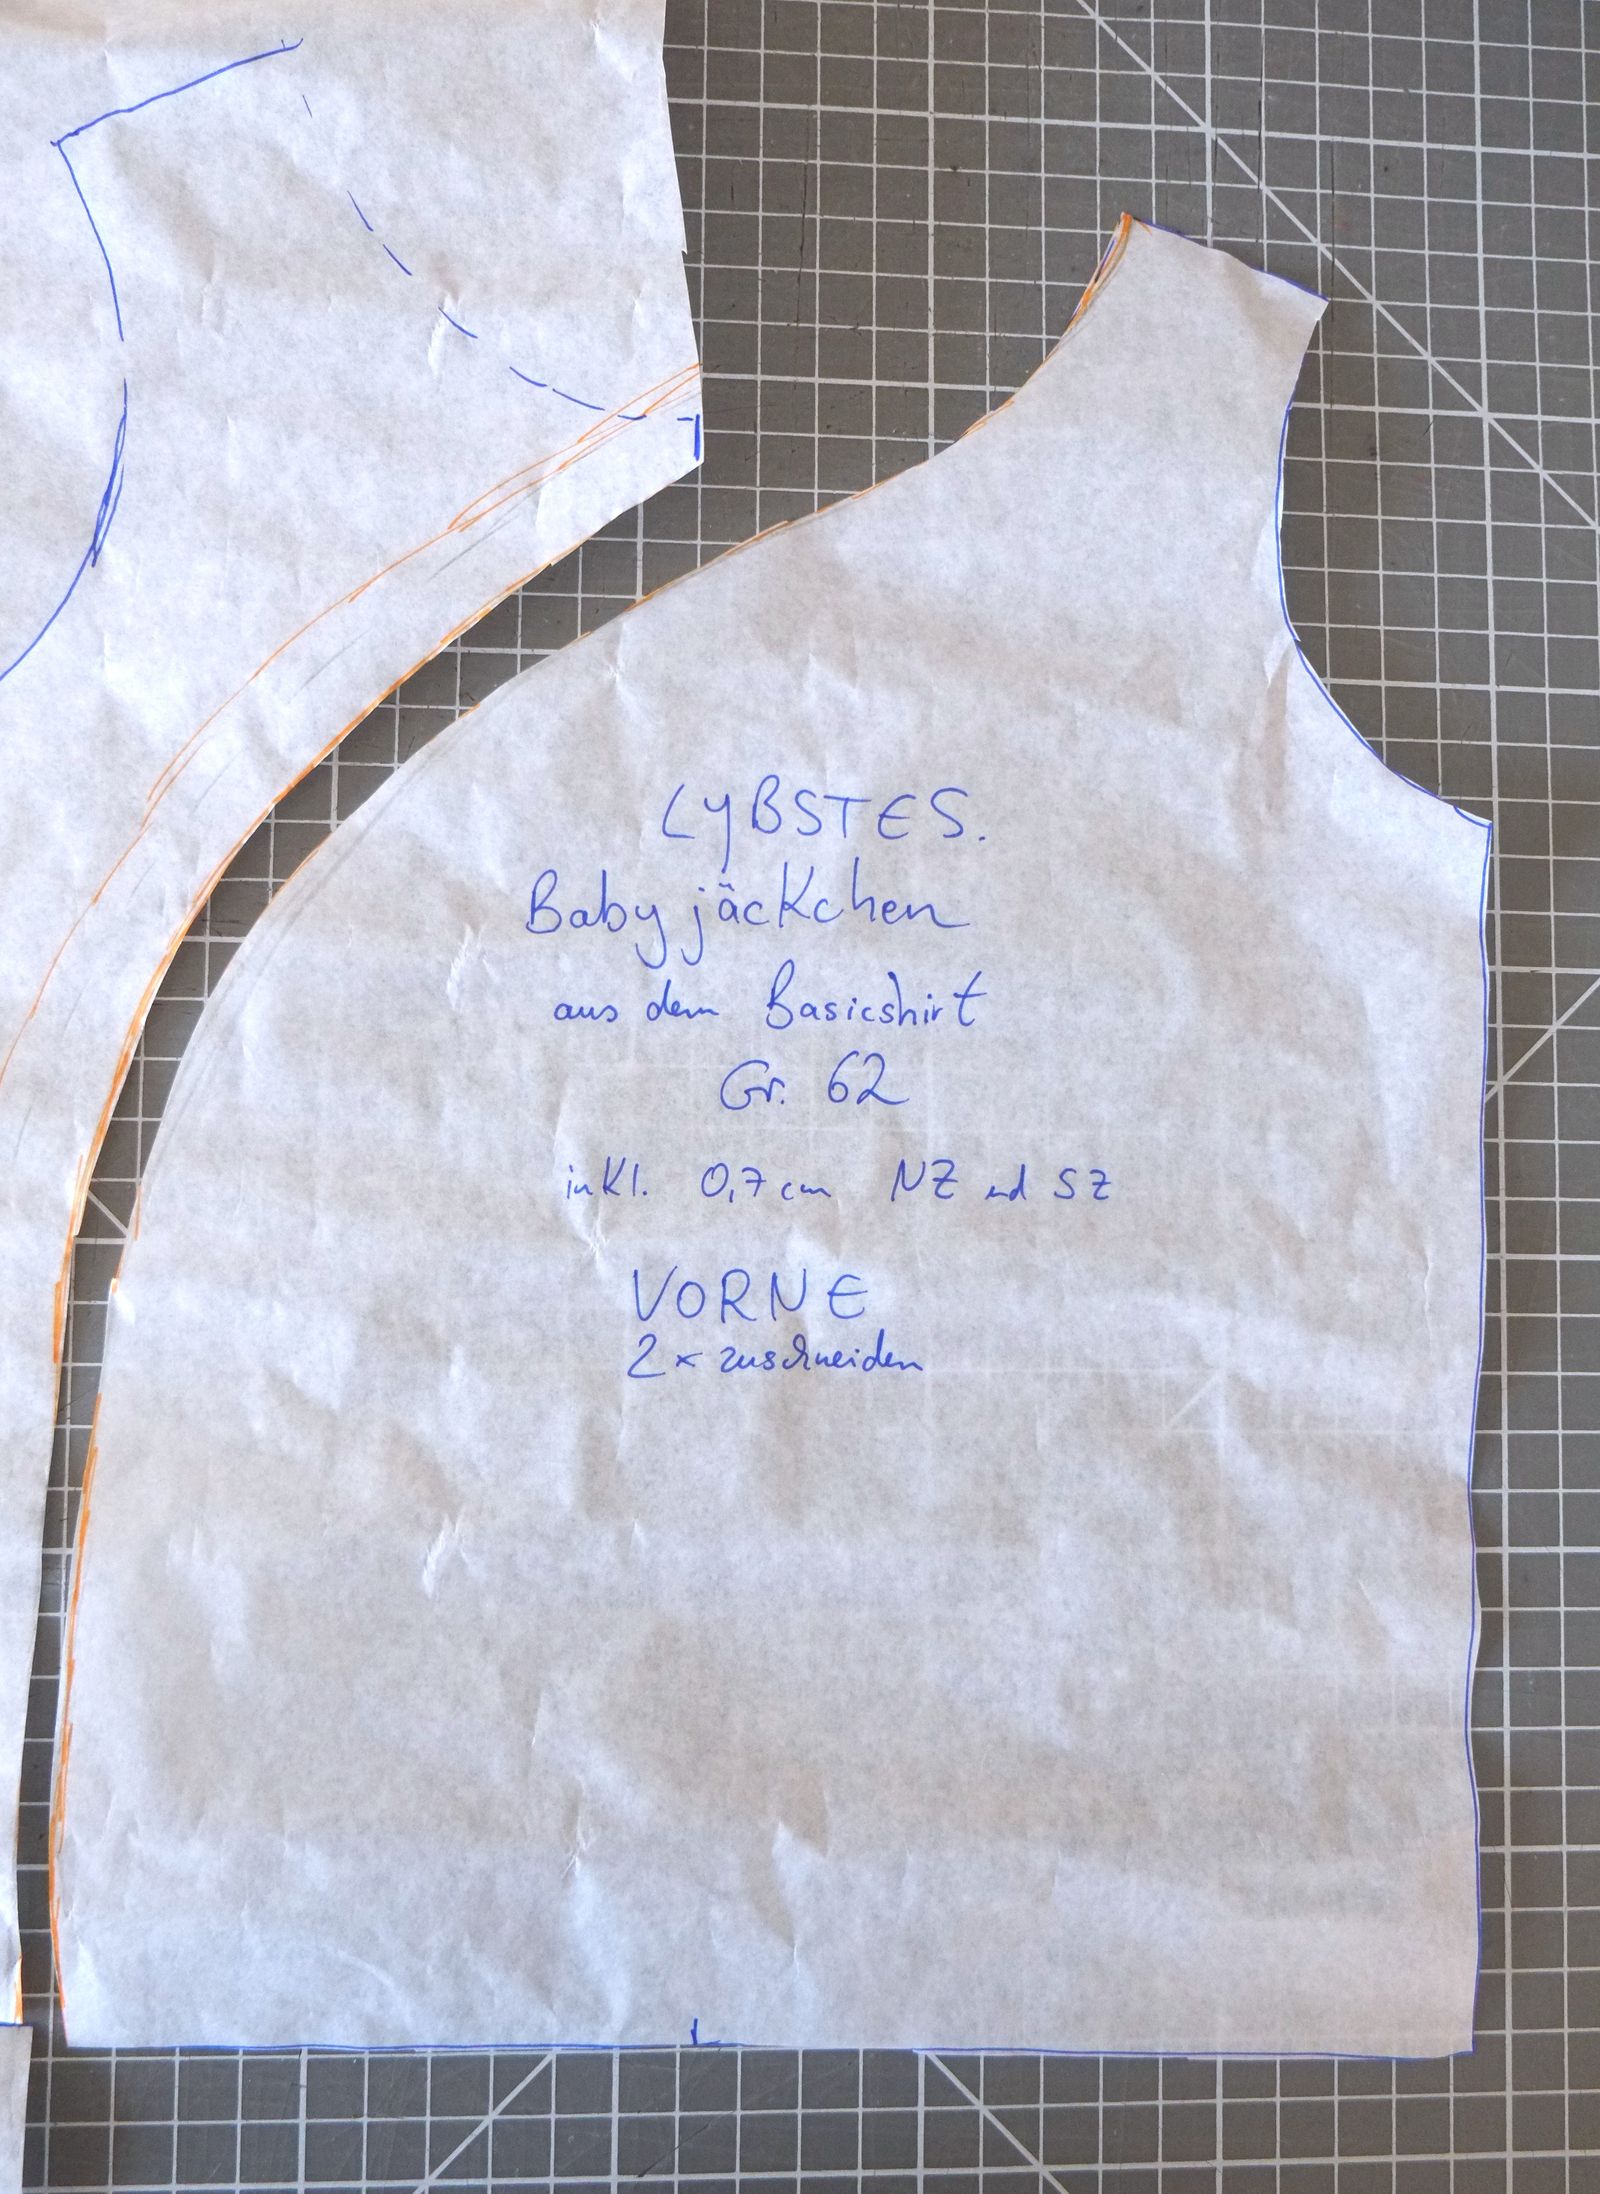 LYBSTES.
Babyjäckchen
aus dem Basicshirt
Gr. 62
inkl. 0,7 cm NZ und SZ
VORNE
2x zuschneiden